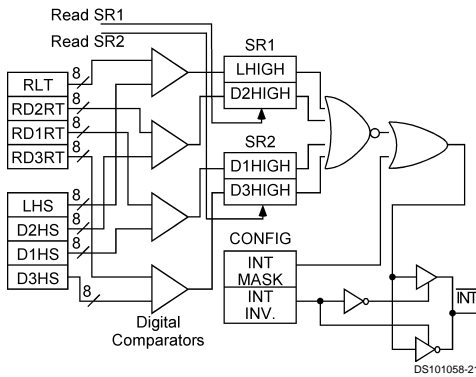 Read SR1
Read SR2
SR1
LHIGH
D2HIGH
SR2
D1HIGH
D3HIGH
8
RLT
8
RD2RT
8
RD1RT
8
RD3RT
8
LHS
8
D2HS
8
D1HS
8
D3HS
CONFIG
INT
MASK
INT
INV.
Digital
Comparators
INT
DS101058-21